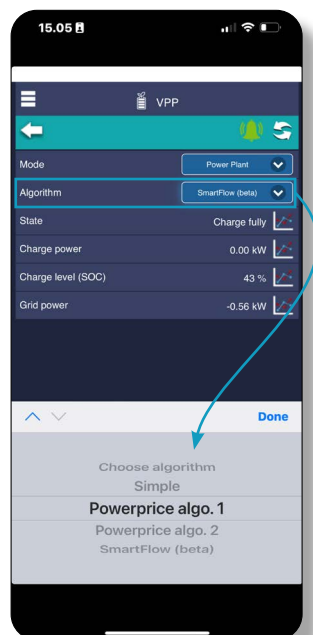 15.05
VPP
Mode Power Plant
Algorithm SmartFlow (beta)
State Charge fully
Charge power 0.00 kW
Charge level (SOC) 43 %
Grid power -0.56 kW
Done
Choose algorithm
Simple
Powerprice algo. 1
Powerprice algo. 2
SmartFlow (beta)